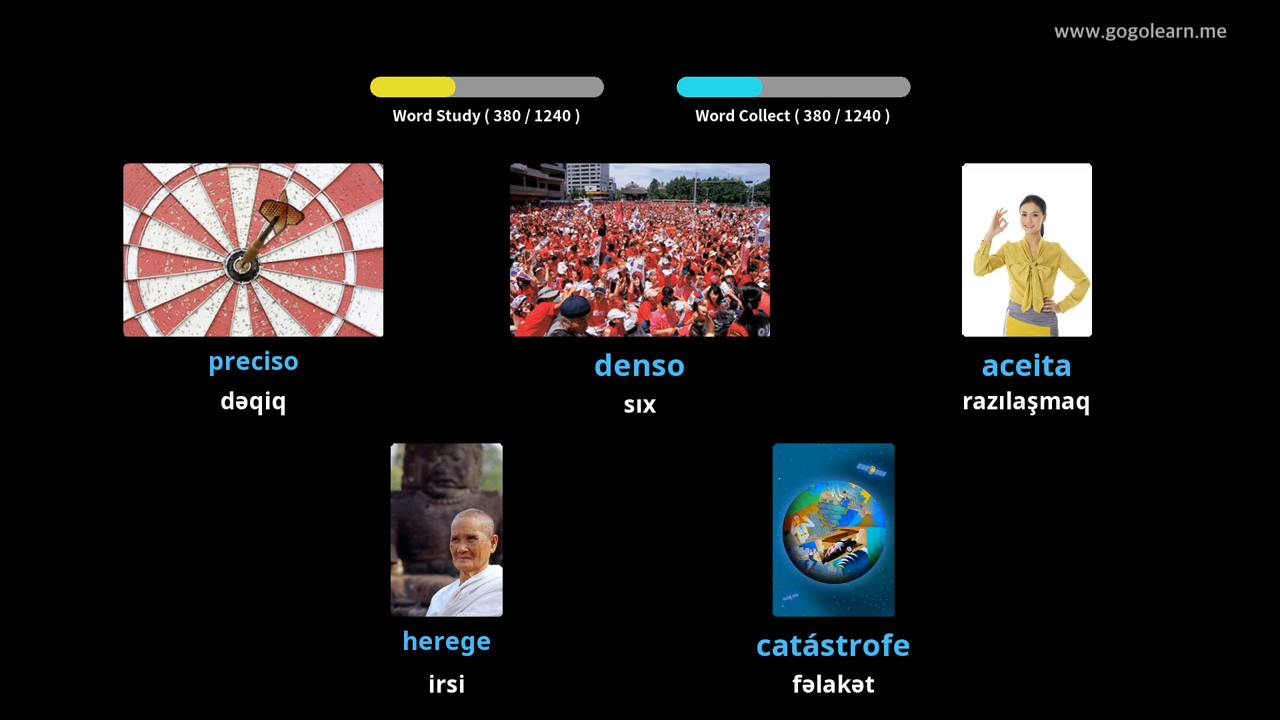 www.gogolearn.me
Word Study ( 380 / 1240 )
Word Collect ( 380 / 1240 )
preciso
dəqiq
denso
sıx
aceita
razılaşmaq
herege
irsi
catástrofe
fəlakət